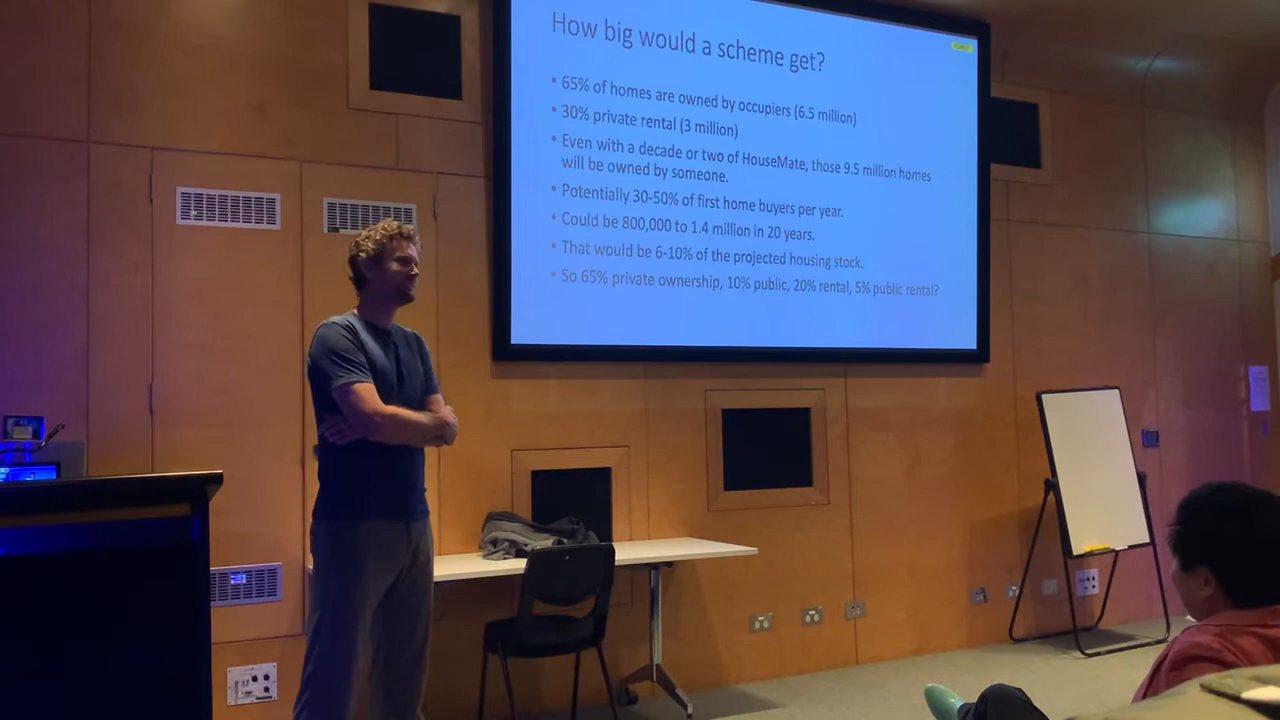 How big would a scheme get?
• 65% of homes are owned by occupiers (6.5 million)
• 30% private rental (3 million)
• Even with a decade or two of HouseMate, those 9.5 million homes
will be owned by someone.
• Potentially 30-50% of first home buyers per year.
• Could be 800,000 to 1.4 million in 20 years.
• That would be 6-10% of the projected housing stock.
• So 65% private ownership, 10% public, 20% rental, 5% public rental?